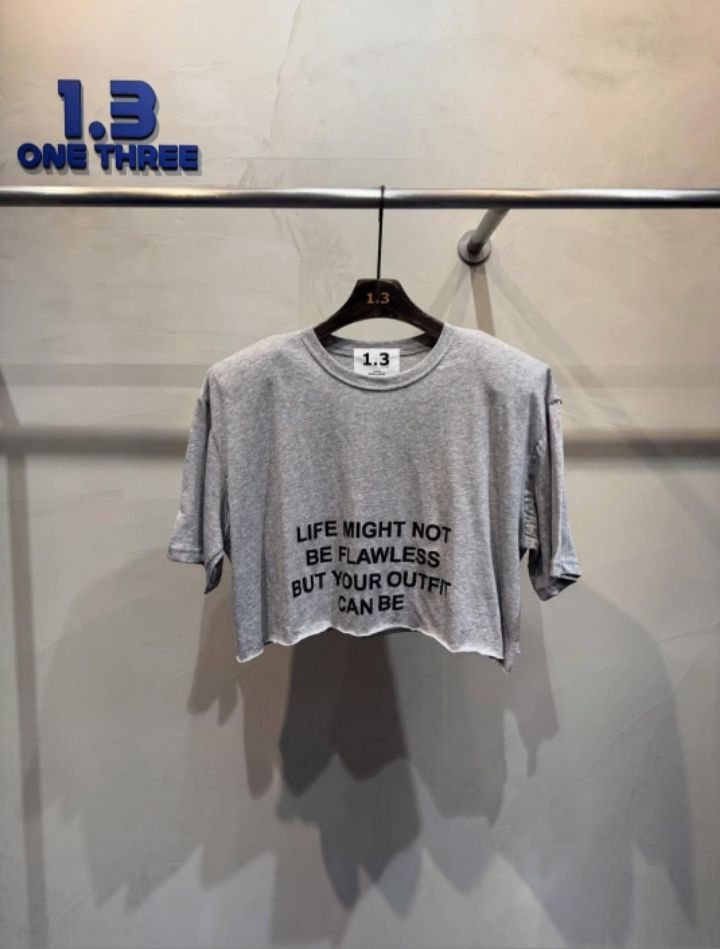 1.3
ONE THREE
1.3
1.3
LIFE MIGHT NOT
BE FLAWLESS
BUT YOUR OUTFIT
CAN BE